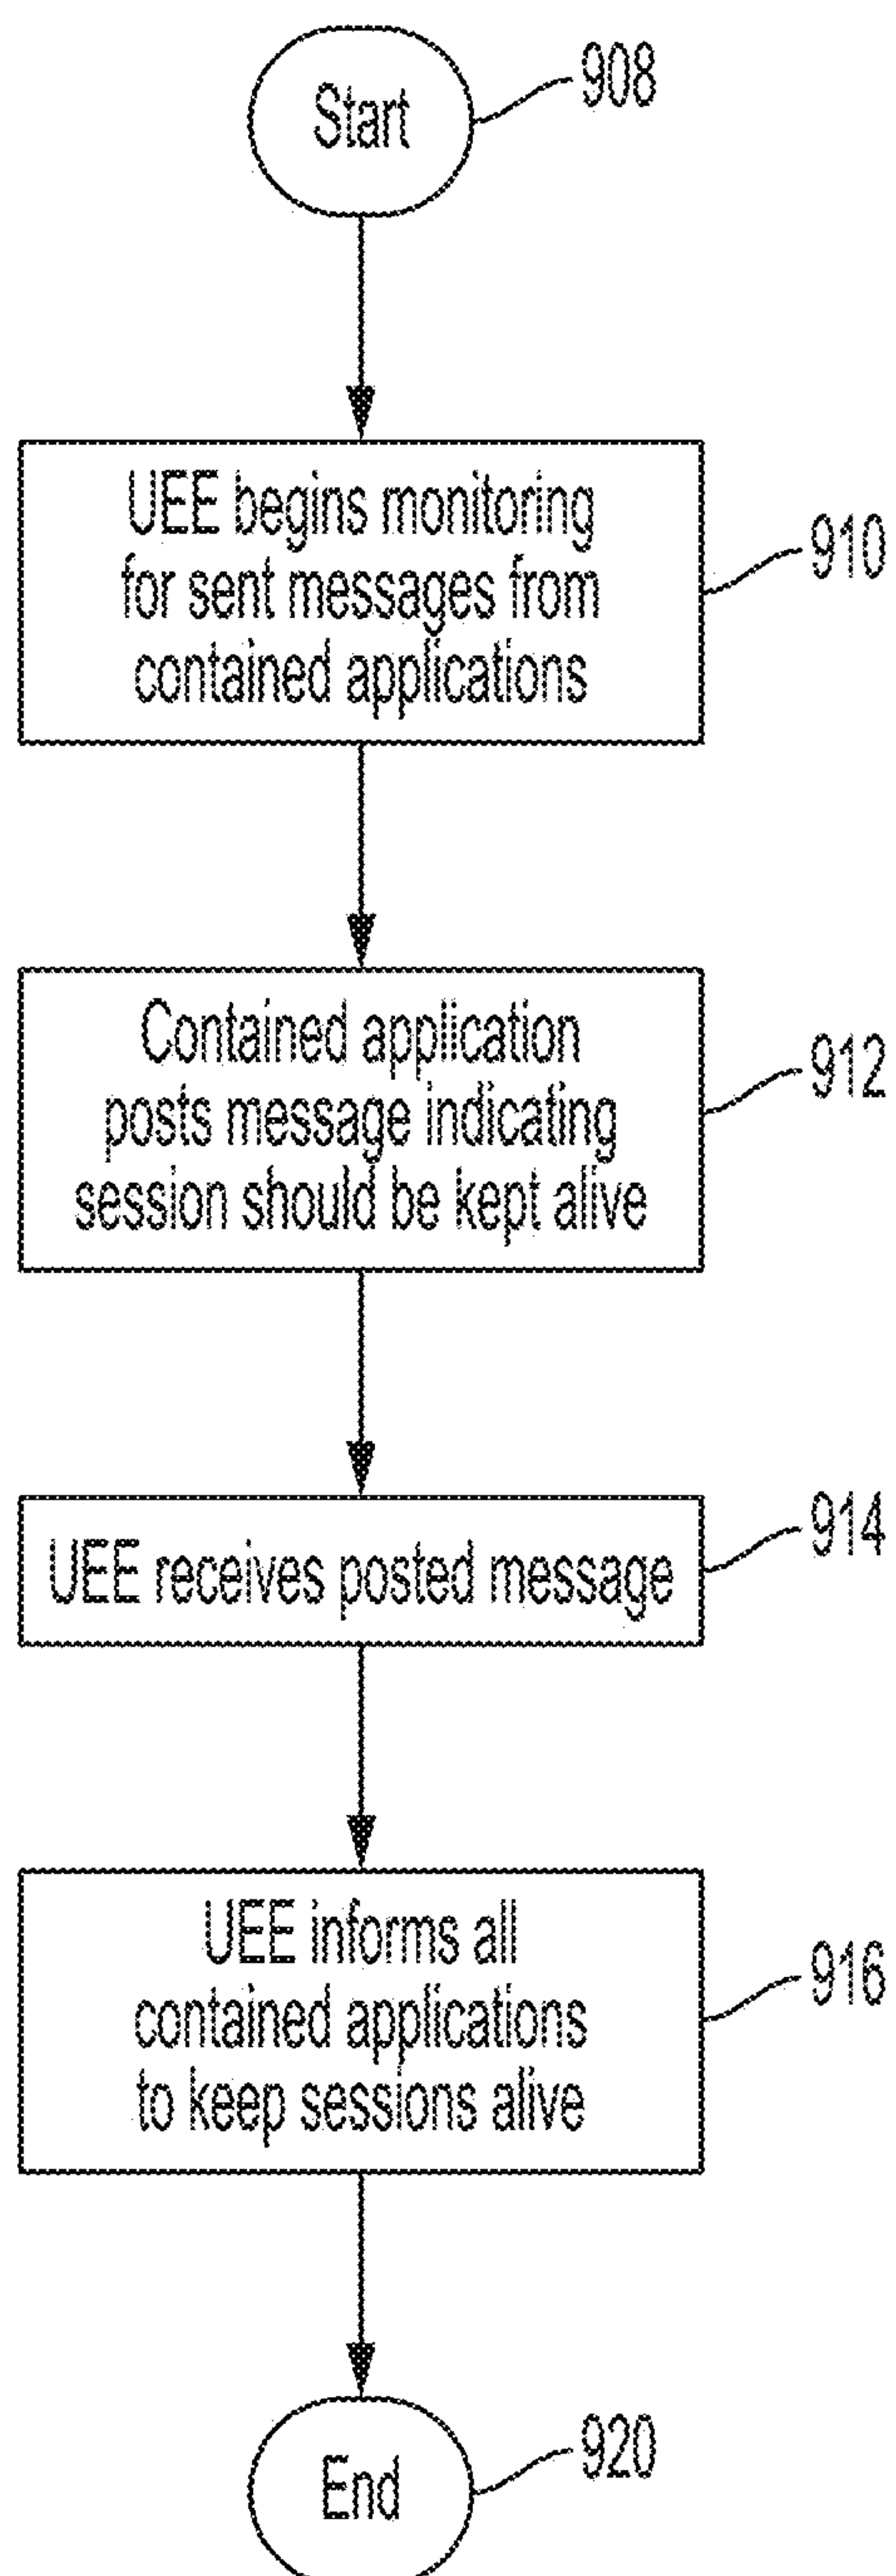 Start
908
UEE begins monitoring
for sent messages from
contained applications
910
Contained application
posts message indicating
session should be kept alive
912
UEE receives posted message
914
UEE informs all
contained applications
to keep sessions alive
916
End
920